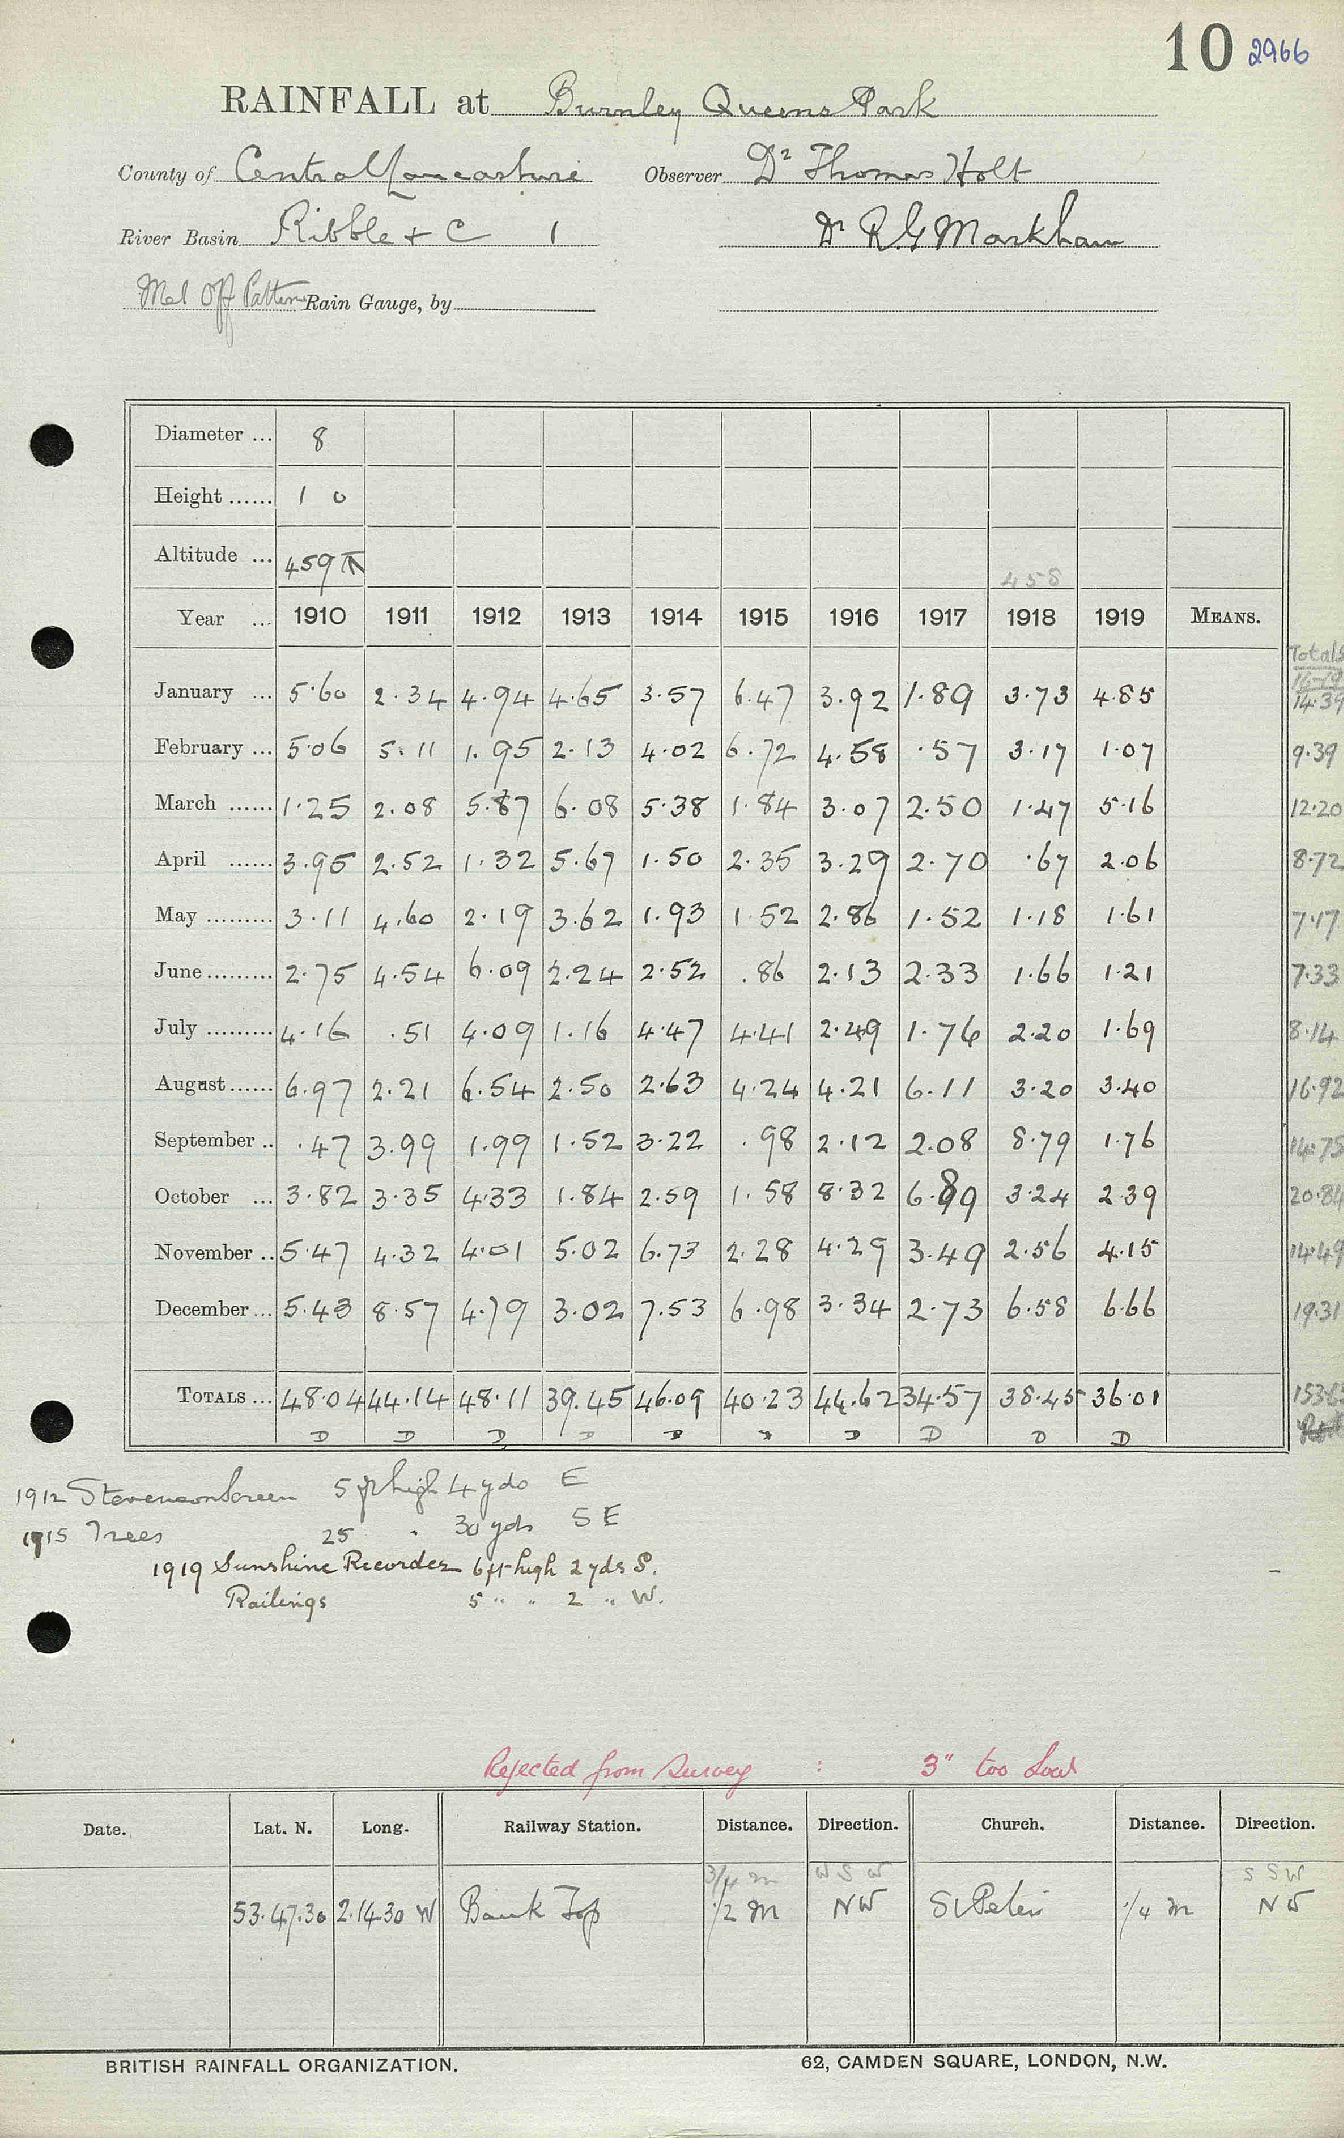 10 2966
RAINFALL at Burnley Queens Park
County of Central Lancashire Observer Dr Thomas Holt
River Basin Ribble & C 1 Dr R G Markham
Met Off Pattern Rain Gauge, by
Diameter ... 8
Height ...... 1 0
Altitude ... 459 T
458
Year ... 1910 1911 1912 1913 1914 1915 1916 1917 1918 1919 MEANS.
Totals
16-19
January ... 5.60 2.34 4.94 4.65 3.57 6.47 3.92 1.89 3.73 4.85 14.39
February ... 5.06 5.11 1.95 2.13 4.02 6.72 4.58 .57 3.17 1.07 9.39
March ...... 1.25 2.08 5.87 6.08 5.38 1.84 3.07 2.50 1.47 5.16 12.20
April ...... 3.95 2.52 1.32 5.67 1.50 2.35 3.29 2.70 .67 2.06 8.72
May ......... 3.11 4.60 2.19 3.62 1.93 1.52 2.86 1.52 1.18 1.61 7.17
June ......... 2.75 4.54 6.09 2.24 2.52 .86 2.13 2.33 1.66 1.21 7.33
July ......... 4.16 .51 4.09 1.16 4.47 4.41 2.49 1.76 2.20 1.69 8.14
August ...... 6.97 2.21 6.54 2.50 2.63 4.24 4.21 6.11 3.20 3.40 16.92
September .. .47 3.99 1.99 1.52 3.22 .98 2.12 2.08 8.79 1.76 14.75
October ... 3.82 3.35 4.33 1.84 2.59 1.58 8.32 6.89 3.24 2.39 20.84
November .. 5.47 4.32 4.01 5.02 6.73 2.28 4.29 3.49 2.56 4.15 14.49
December ... 5.43 8.57 4.79 3.02 7.53 6.98 3.34 2.73 6.58 6.66 19.31
TOTALS ... 48.04 44.14 48.11 39.45 46.09 40.23 44.62 34.57 38.45 36.01
D D D D D D D D D D
1912 Stevenson Screen 5 ft high 4 yds E
1915 Trees 25 " 30 yds SE
1919 Sunshine Recorder 6 ft high 2 yds S.
Railings 5 " " 2 " W.
Rejected from Survey : 3" too low
Date. Lat. N. Long. Railway Station. Distance. Direction. Church. Distance. Direction.
3/4 m W S W S S W
53.47.30 2.14.30 W Bank Top 1/2 m NW St Peters 1/4 m NW
BRITISH RAINFALL ORGANIZATION. 62, CAMDEN SQUARE, LONDON, N.W.